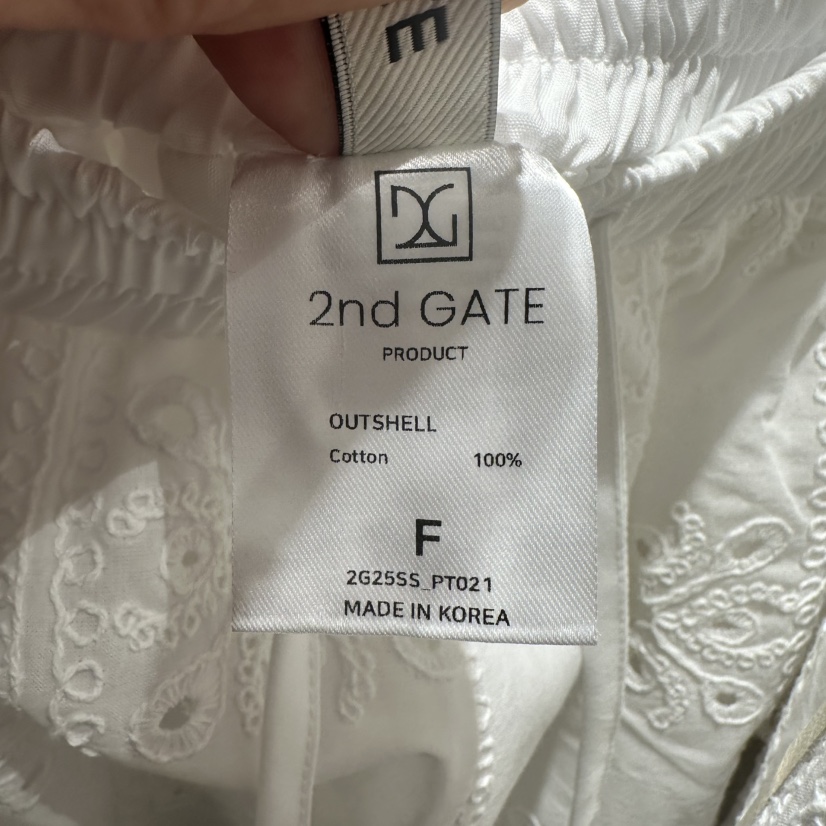 E
2nd GATE
PRODUCT
OUTSHELL
Cotton 100%
F
2G25SS_PT021
MADE IN KOREA